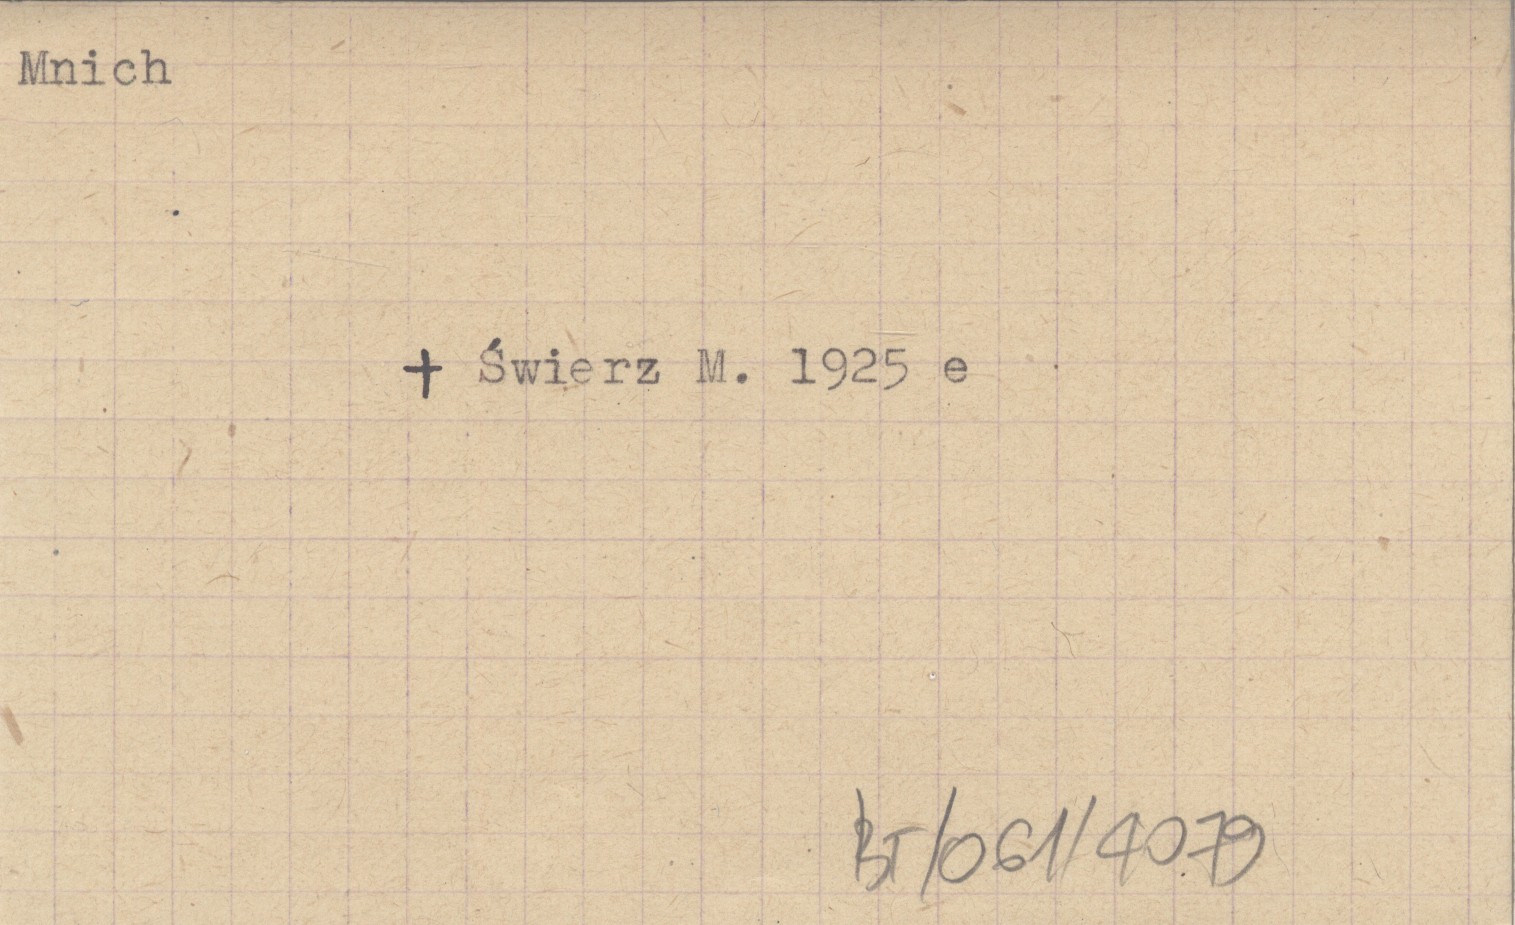 Mnich
+ Świerz M. 1925 e
BT/061/4079